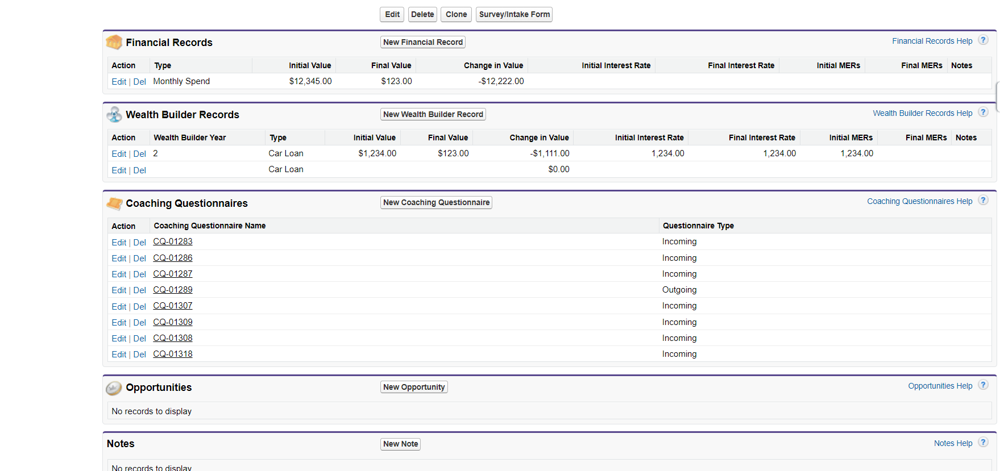 Edit Delete Clone Survey/Intake Form
Financial Records New Financial Record Financial Records Help ?
Action Type Initial Value Final Value Change in Value Initial Interest Rate Final Interest Rate Initial MERs Final MERs Notes
Edit | Del Monthly Spend $12,345.00 $123.00 -$12,222.00
Wealth Builder Records New Wealth Builder Record Wealth Builder Records Help ?
Action Wealth Builder Year Type Initial Value Final Value Change in Value Initial Interest Rate Final Interest Rate Initial MERs Final MERs Notes
Edit | Del 2 Car Loan $1,234.00 $123.00 -$1,111.00 1,234.00 1,234.00 1,234.00
Edit | Del Car Loan $0.00
Coaching Questionnaires New Coaching Questionnaire Coaching Questionnaires Help ?
Action Coaching Questionnaire Name Questionnaire Type
Edit | Del CQ-01283 Incoming
Edit | Del CQ-01286 Incoming
Edit | Del CQ-01287 Incoming
Edit | Del CQ-01289 Outgoing
Edit | Del CQ-01307 Incoming
Edit | Del CQ-01309 Incoming
Edit | Del CQ-01308 Incoming
Edit | Del CQ-01318 Incoming
Opportunities New Opportunity Opportunities Help ?
No records to display
Notes New Note Notes Help ?
No records to display